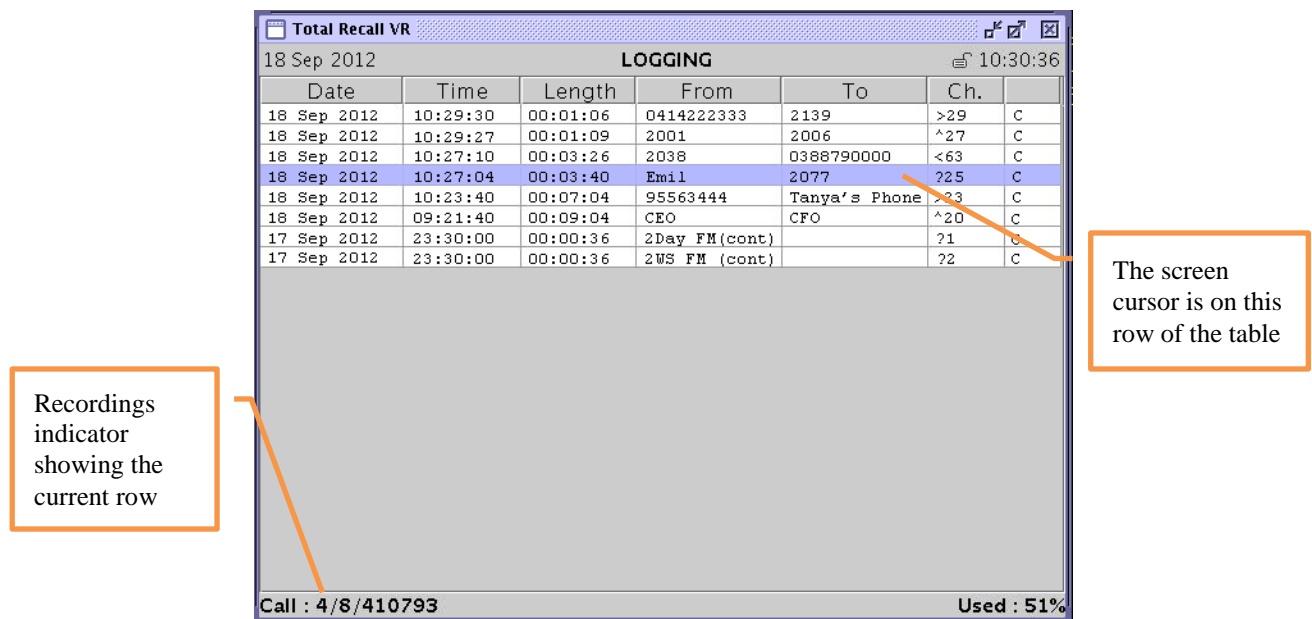 Total Recall VR
18 Sep 2012 LOGGING 10:30:36
Date Time Length From To Ch.
18 Sep 2012 10:29:30 00:01:06 0414222333 2139 >29 C
18 Sep 2012 10:29:27 00:01:09 2001 2006 ^27 C
18 Sep 2012 10:27:10 00:03:26 2038 0388790000 <63 C
18 Sep 2012 10:27:04 00:03:40 Emil 2077 ?25 C
18 Sep 2012 10:23:40 00:07:04 95563444 Tanya's Phone >23 C
18 Sep 2012 09:21:40 00:09:04 CEO CFO ^20 C
17 Sep 2012 23:30:00 00:00:36 2Day FM(cont) ?1 C
17 Sep 2012 23:30:00 00:00:36 2WS FM (cont) ?2 C
The screen
cursor is on this
row of the table
Recordings
indicator
showing the
current row
Call : 4/8/410793 Used : 51%